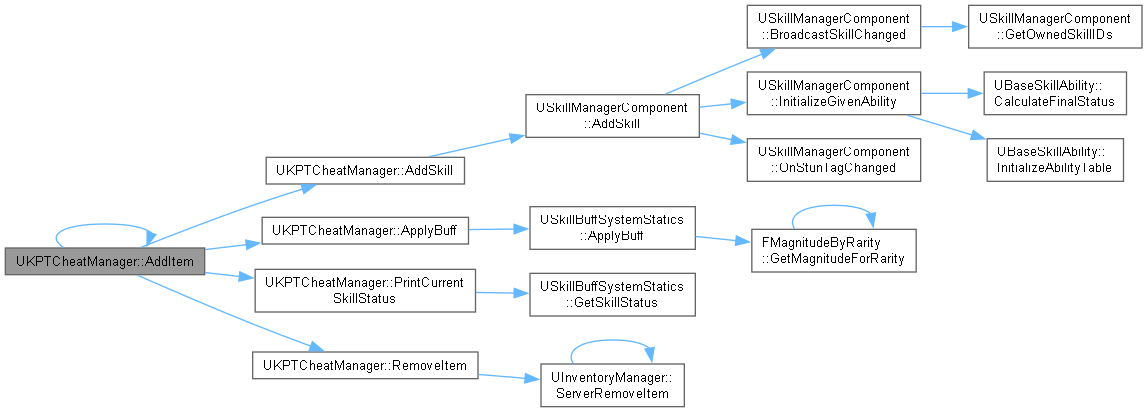 USkillManagerComponent
::BroadcastSkillChanged
USkillManagerComponent
::GetOwnedSkillIDs
USkillManagerComponent
::InitializeGivenAbility
UBaseSkillAbility::
CalculateFinalStatus
USkillManagerComponent
::AddSkill
USkillManagerComponent
::OnStunTagChanged
UBaseSkillAbility::
InitializeAbilityTable
UKPTCheatManager::AddSkill
UKPTCheatManager::ApplyBuff
USkillBuffSystemStatics
::ApplyBuff
FMagnitudeByRarity
::GetMagnitudeForRarity
UKPTCheatManager::AddItem
UKPTCheatManager::PrintCurrent
SkillStatus
USkillBuffSystemStatics
::GetSkillStatus
UKPTCheatManager::RemoveItem
UInventoryManager::
ServerRemoveItem